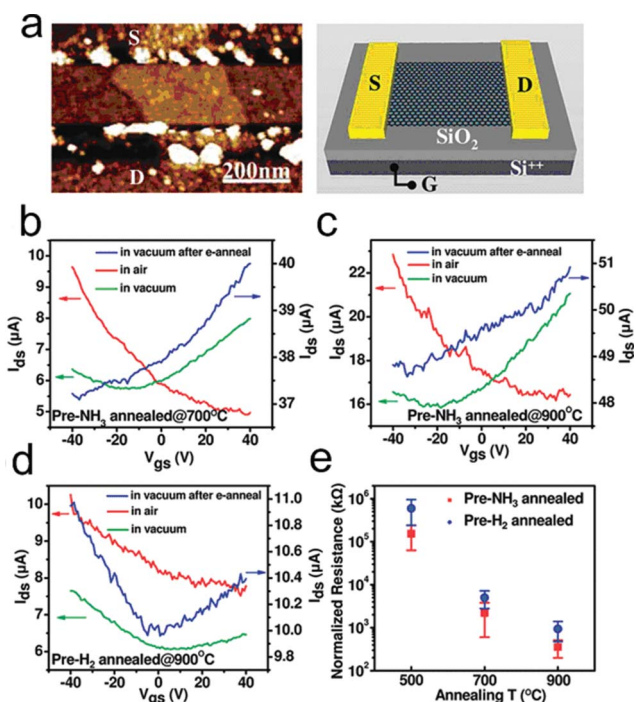 a
S
D
200nm
S
D
SiO2
Si++
G
b
in vacuum after e-anneal
in air
in vacuum
10
9
8
7
6
5
40
39
38
37
-40 -20 0 20 40
Ids (μA)
Ids (μA)
Vgs (V)
Pre-NH3 annealed@700°C
c
in vacuum after e-anneal
in air
in vacuum
22
20
18
16
51
50
49
48
-40 -20 0 20 40
Ids (μA)
Ids (μA)
Vgs (V)
Pre-NH3 annealed@900°C
d
in vacuum after e-anneal
in air
in vacuum
10
9
8
7
6
11.0
10.8
10.6
10.4
10.2
10.0
9.8
-40 -20 0 20 40
Ids (μA)
Ids (μA)
Vgs (V)
Pre-H2 annealed@900°C
e
Pre-NH3 annealed
Pre-H2 annealed
10^6
10^5
10^4
10^3
10^2
500 700 900
Normalized Resistance (kΩ)
Annealing T (°C)